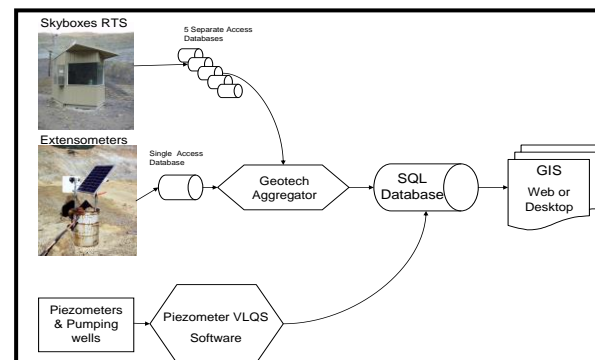 Skyboxes RTS
5 Separate Access
Databases
Extensometers
Single Access
Database
Geotech
Aggregator
SQL
Database
GIS
Web or
Desktop
Piezometers
& Pumping
wells
Piezometer VLQS
Software